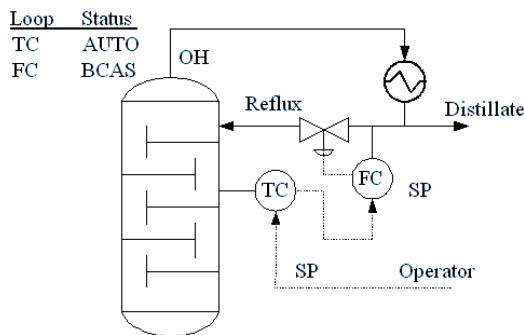 Loop Status
TC AUTO
FC BCAS
OH
Reflux
Distillate
TC
FC
SP
SP
Operator